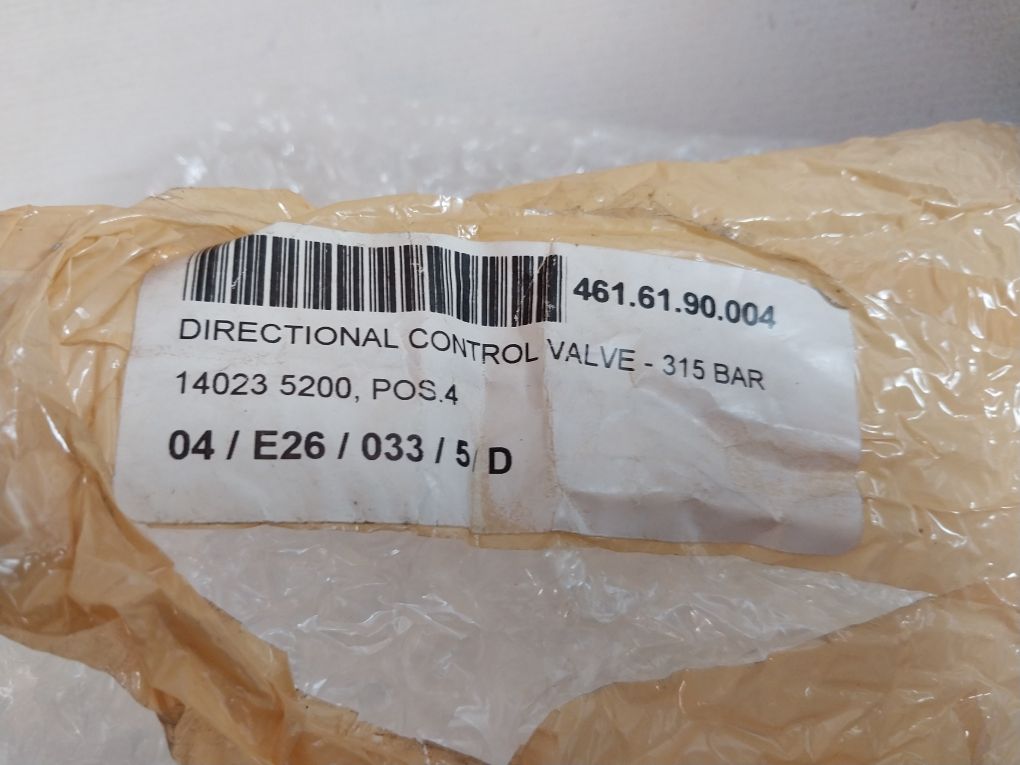 461.61.90.004
DIRECTIONAL CONTROL VALVE - 315 BAR
14023 5200, POS.4
04 / E26 / 033 / 5/ D